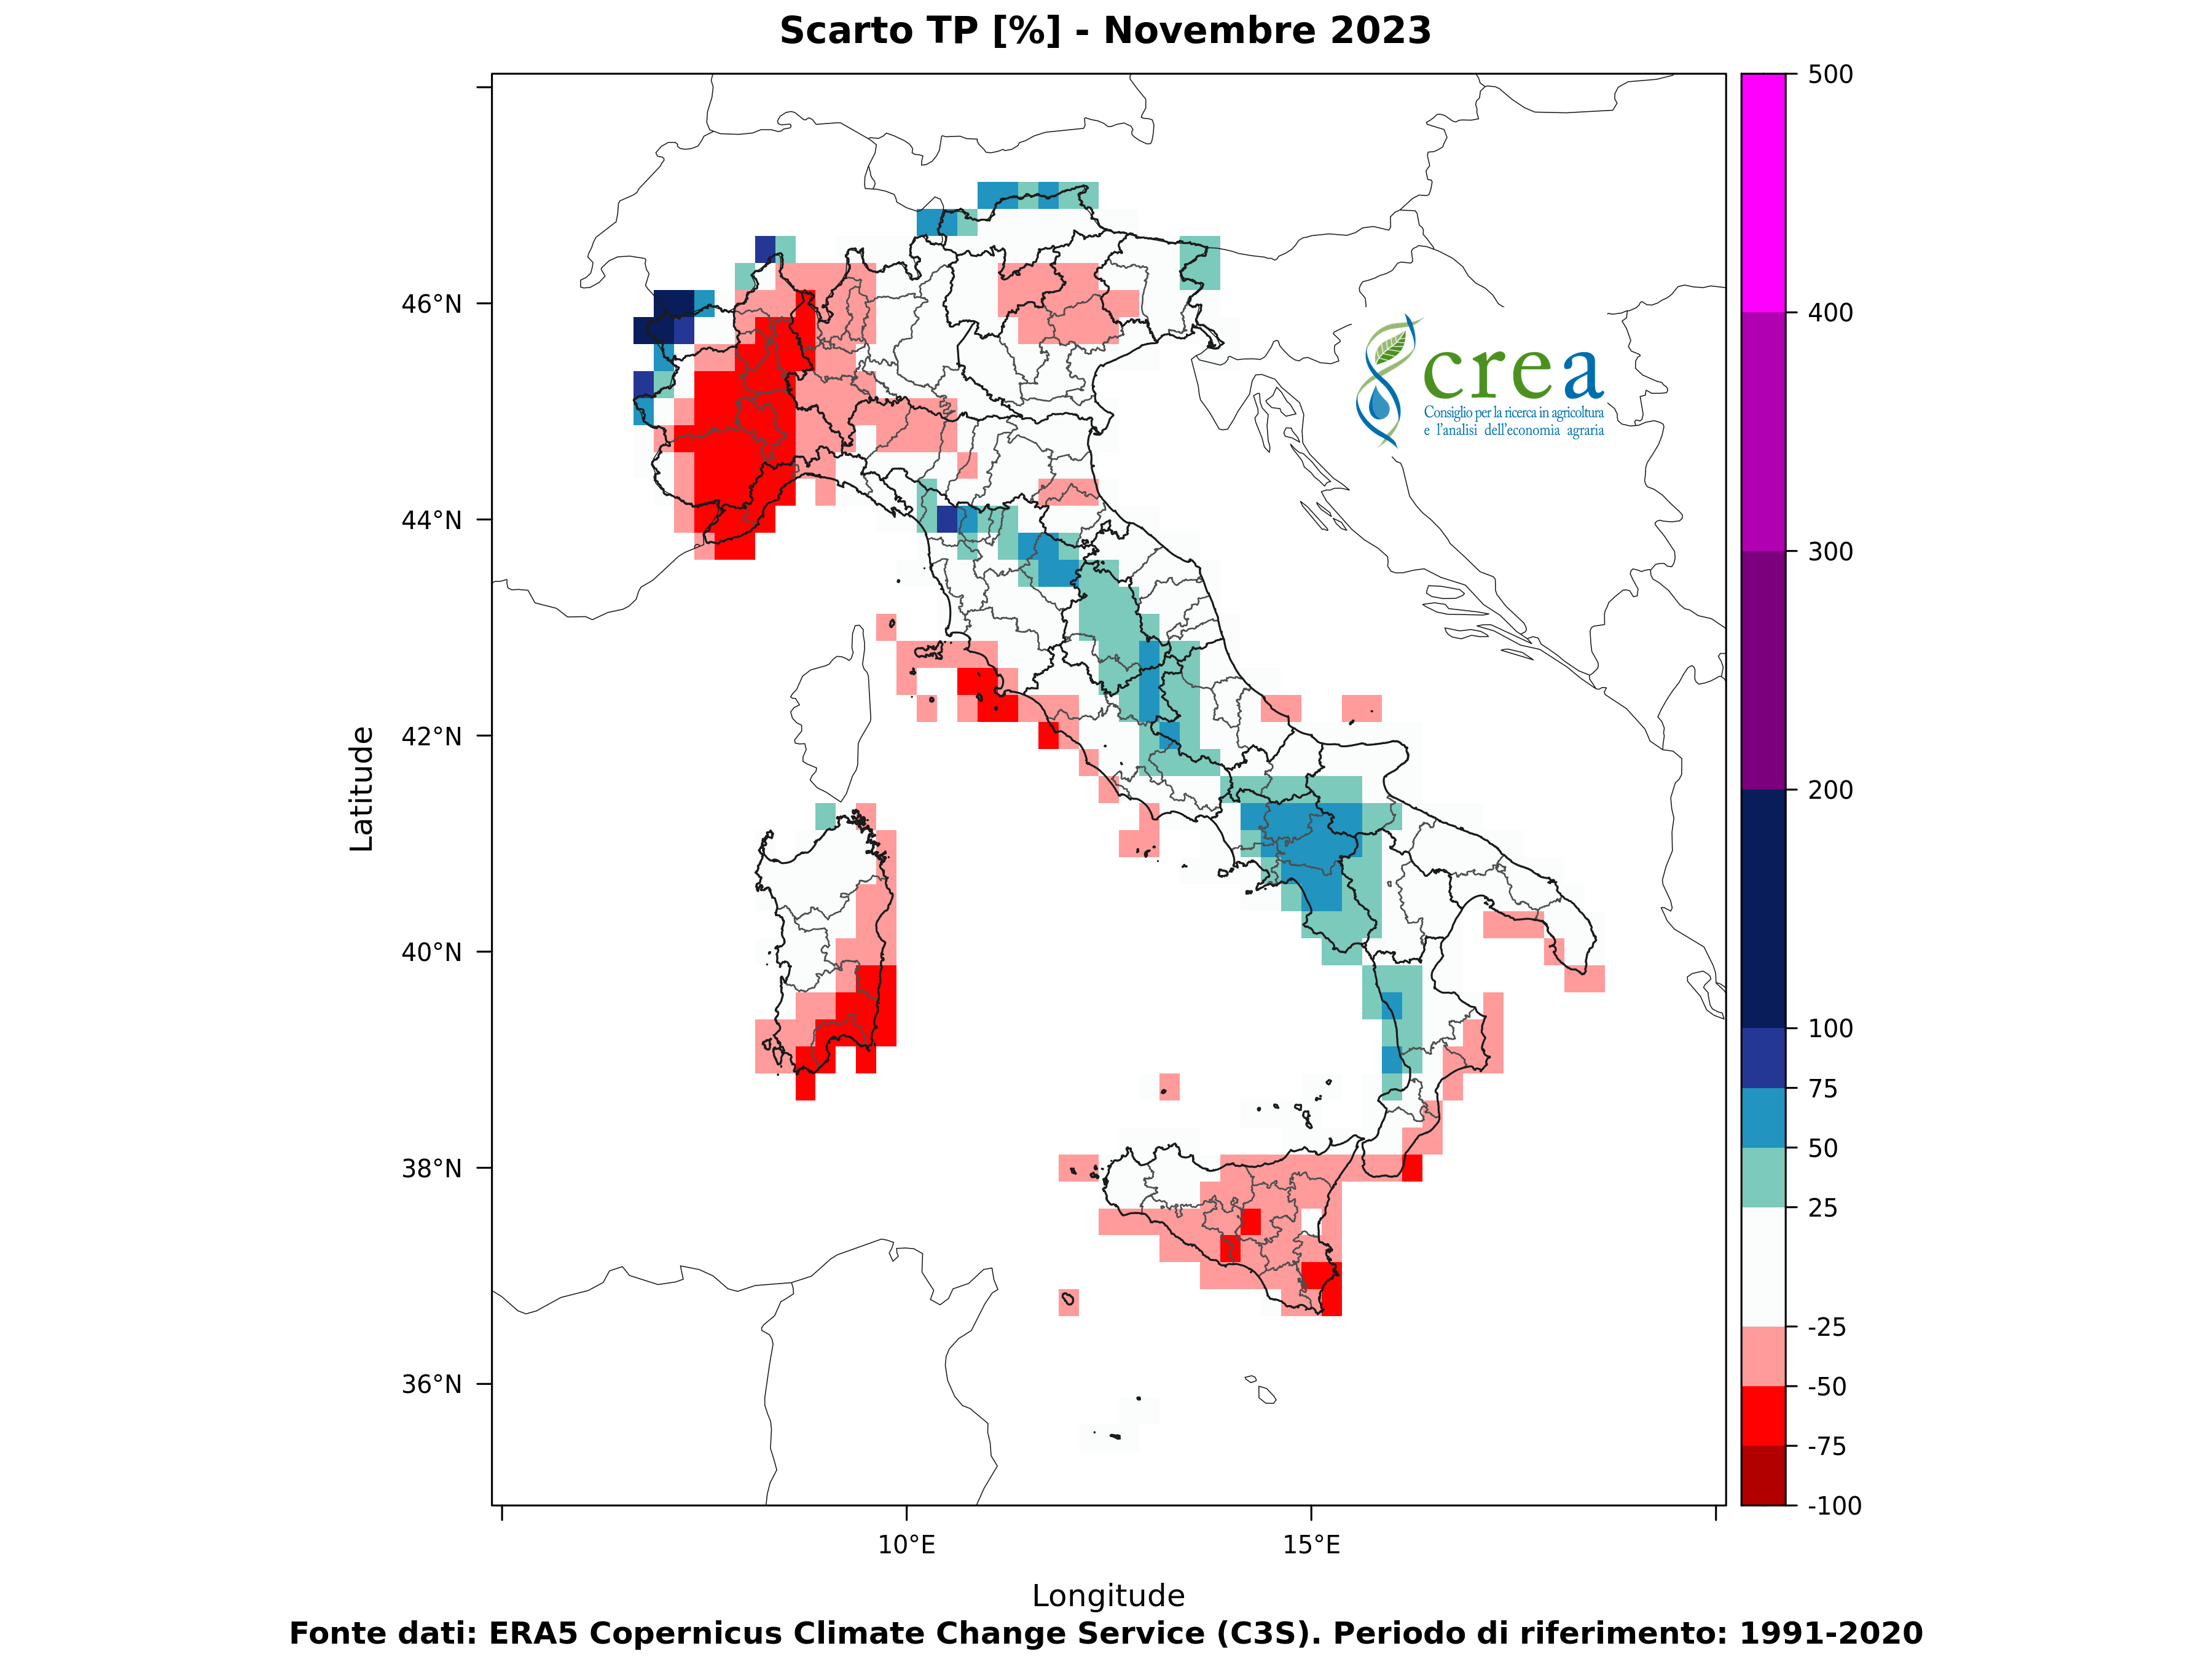 Scarto TP [%] - Novembre 2023
500
400
300
200
100
75
50
25
-25
-50
-75
-100
46°N
44°N
42°N
40°N
38°N
36°N
Latitude
crea
Consiglio per la ricerca in agricoltura
e l'analisi dell'economia agraria
10°E
15°E
Longitude
Fonte dati: ERA5 Copernicus Climate Change Service (C3S). Periodo di riferimento: 1991-2020